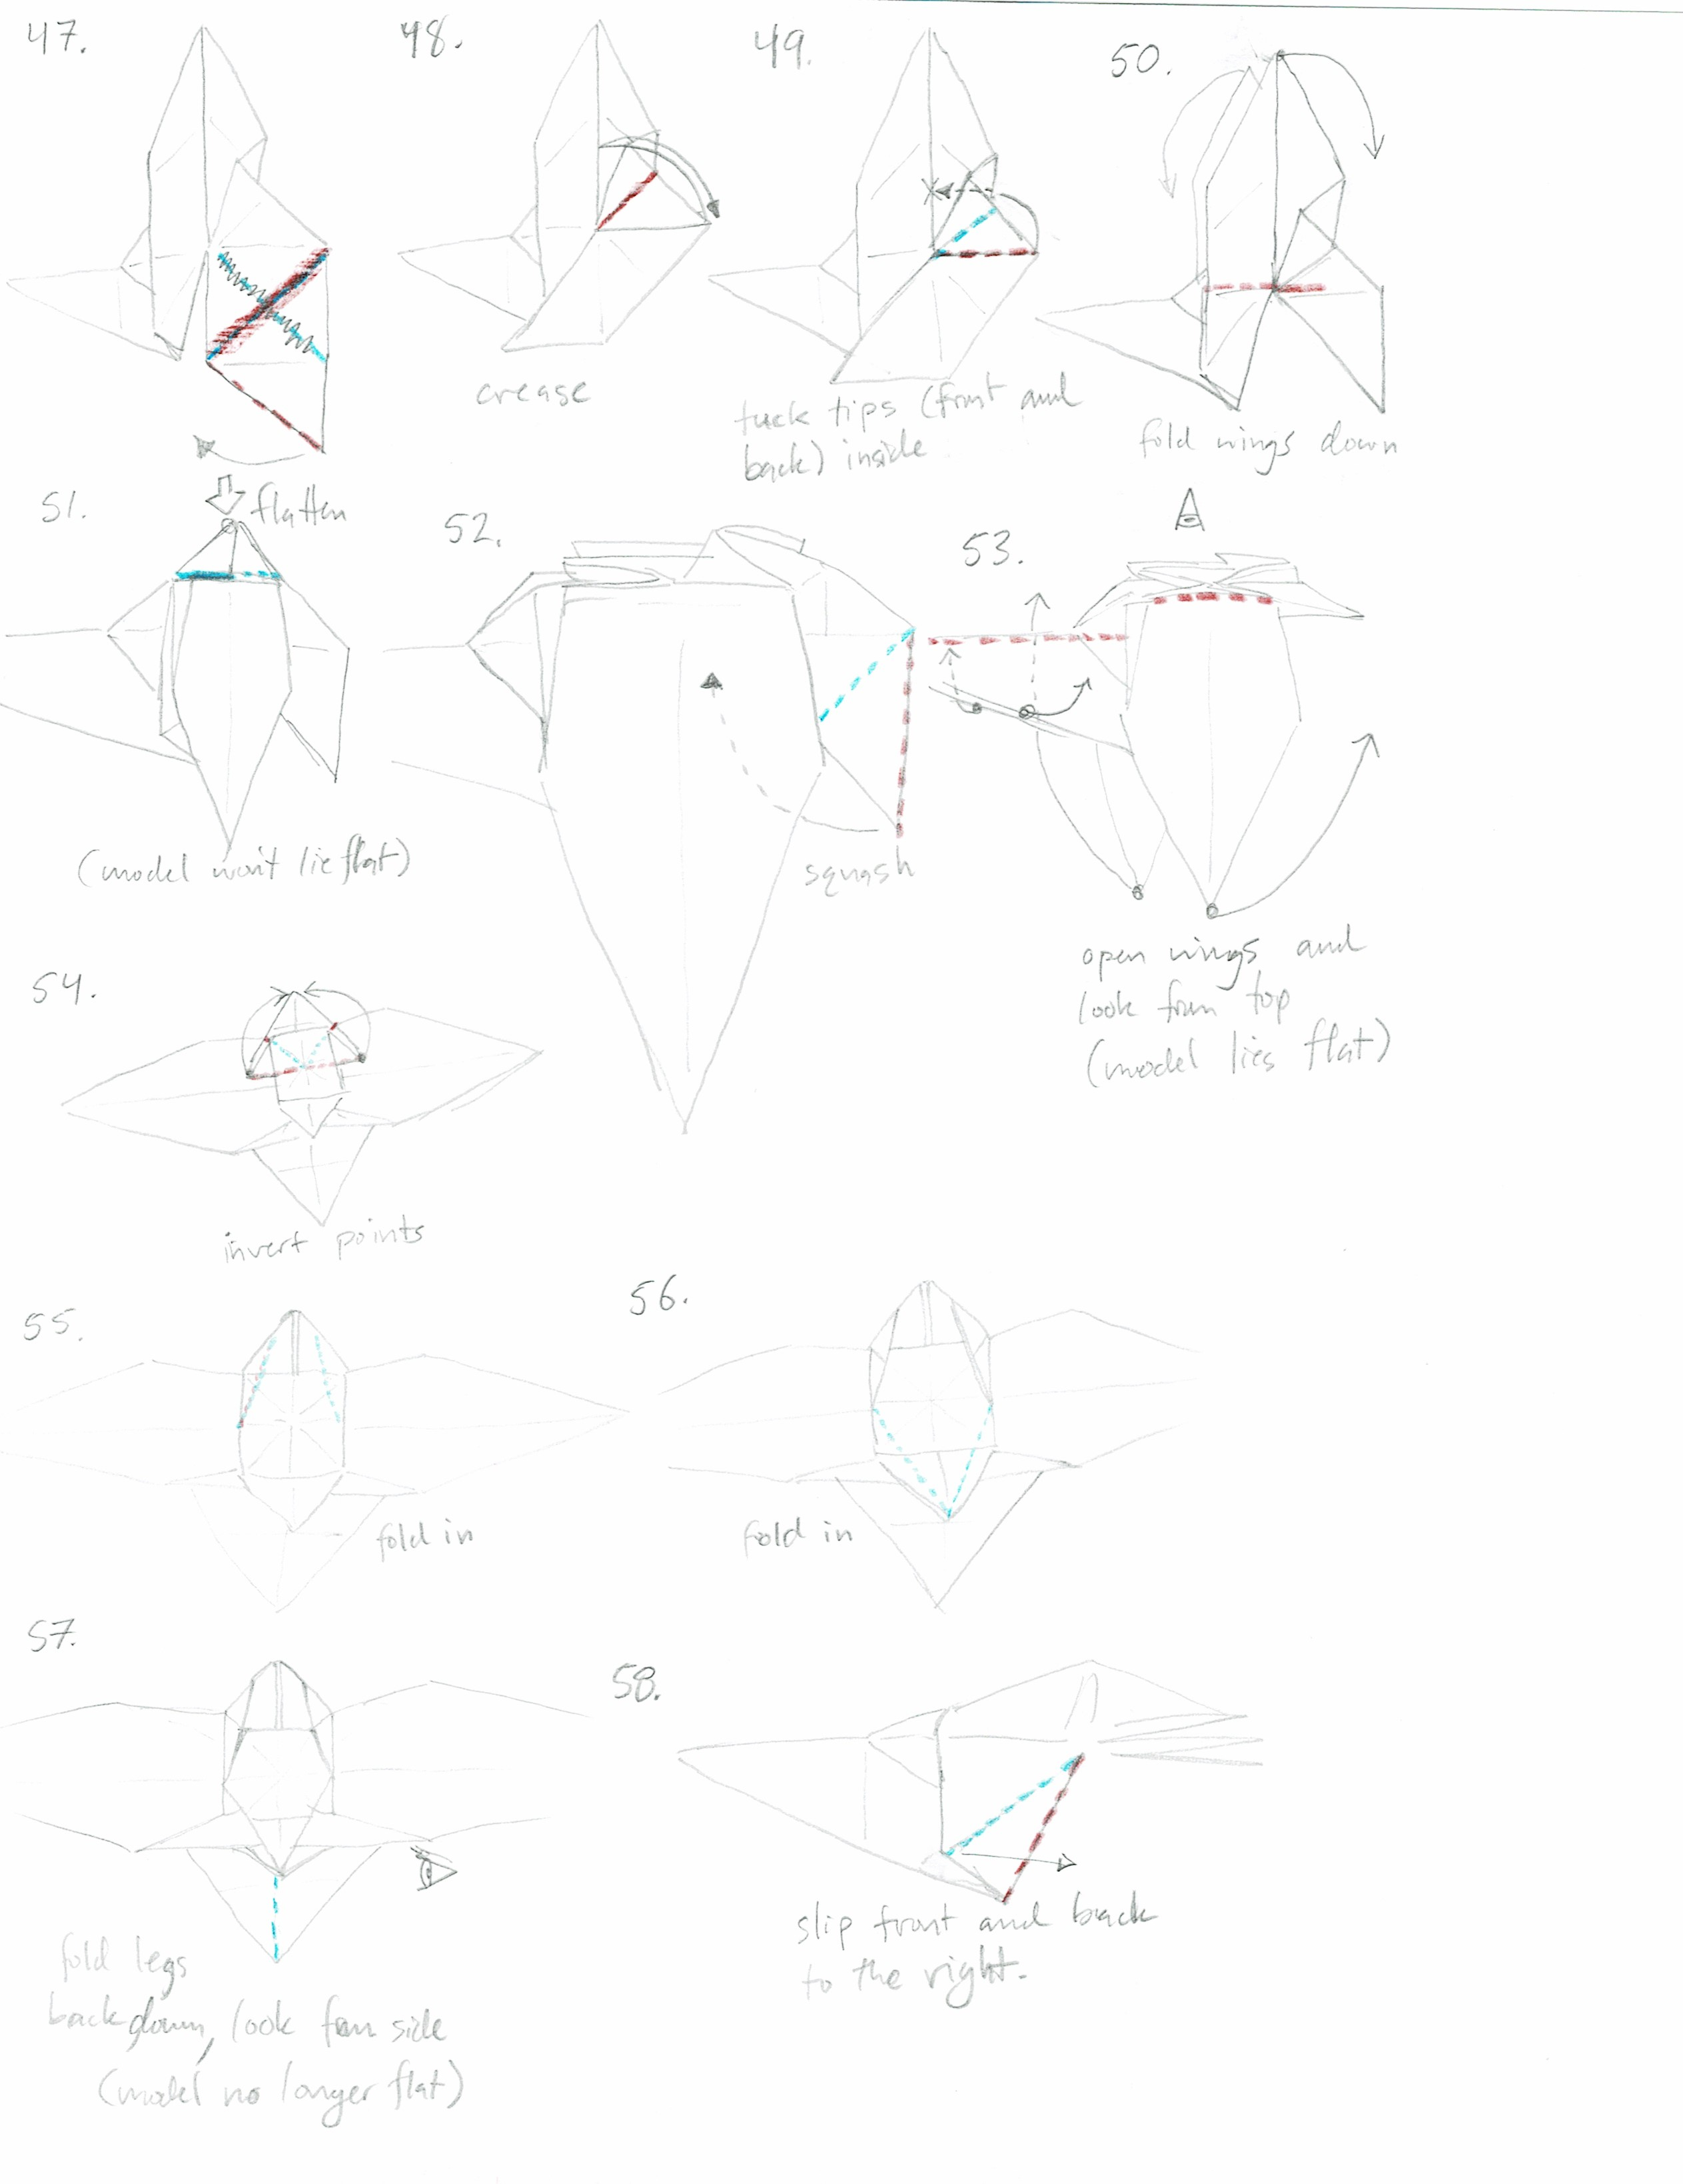 47.
48.
crease
49.
tuck tips (front and
back) inside
50.
fold wings down
51.
flatten
(model won't lie flat)
52.
squash
53.
open wings and
look from top
(model lies flat)
54.
invert points
55.
fold in
56.
fold in
57.
fold legs
back down, look from side
(model no longer flat)
58.
slip front and back
to the right.